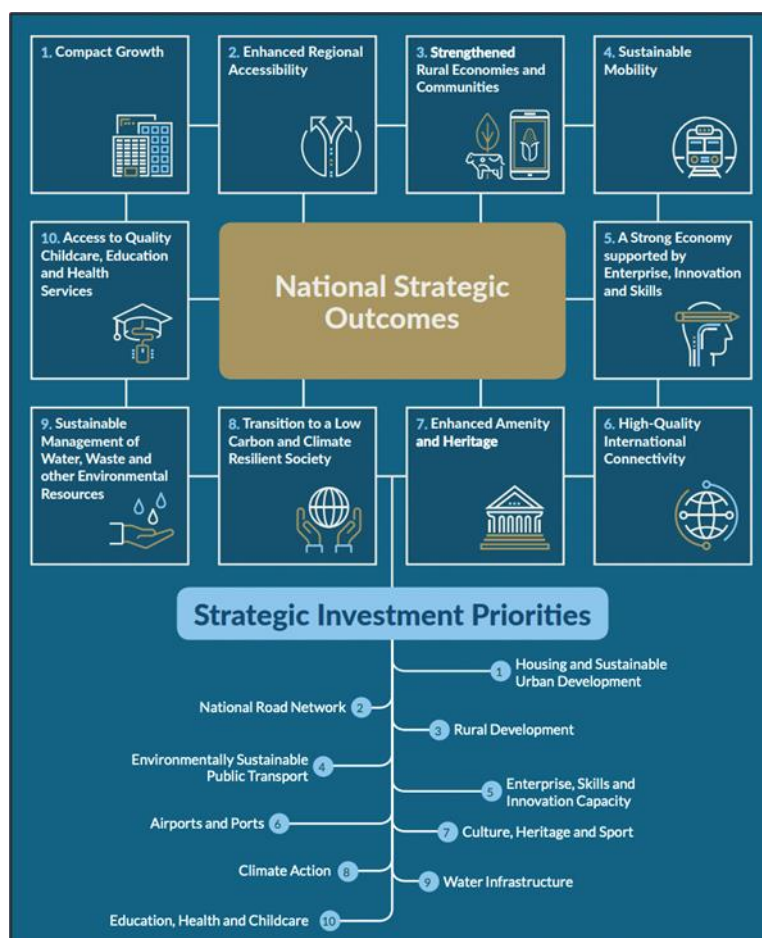 1. Compact Growth
2. Enhanced Regional
Accessibility
3. Strengthened
Rural Economies and
Communities
4. Sustainable
Mobility
10. Access to Quality
Childcare, Education
and Health
Services
National Strategic
Outcomes
5. A Strong Economy
supported by
Enterprise, Innovation
and Skills
9. Sustainable
Management of
Water, Waste and
other Environmental
Resources
8. Transition to a Low
Carbon and Climate
Resilient Society
7. Enhanced Amenity
and Heritage
6. High-Quality
International
Connectivity
Strategic Investment Priorities
1 Housing and Sustainable
Urban Development
National Road Network 2
3 Rural Development
Environmentally Sustainable
Public Transport 4
5 Enterprise, Skills and
Innovation Capacity
Airports and Ports 6
7 Culture, Heritage and Sport
Climate Action 8
9 Water Infrastructure
Education, Health and Childcare 10